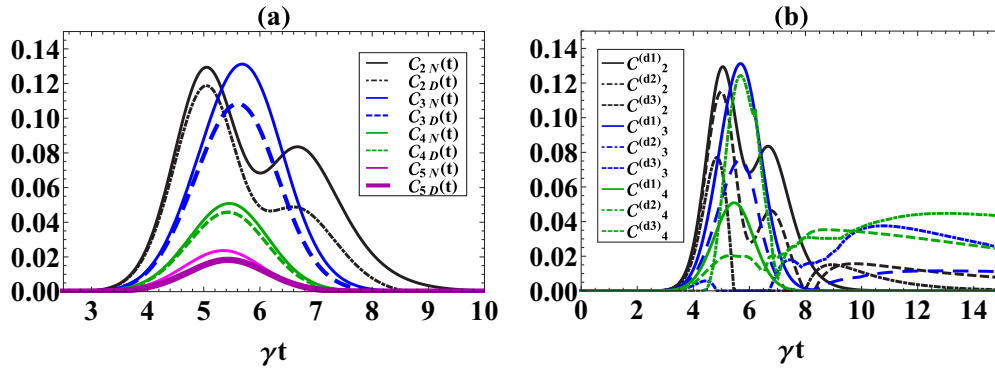 (a)
0.14
0.12
0.10
0.08
0.06
0.04
0.02
0.00
3 4 5 6 7 8 9 10
γt
C2 N(t)
C2 D(t)
C3 N(t)
C3 D(t)
C4 N(t)
C4 D(t)
C5 N(t)
C5 D(t)
(b)
0.14
0.12
0.10
0.08
0.06
0.04
0.02
0.00
0 2 4 6 8 10 12 14
γt
C(d1)2
C(d2)2
C(d3)2
C(d1)3
C(d2)3
C(d3)3
C(d1)4
C(d2)4
C(d3)4